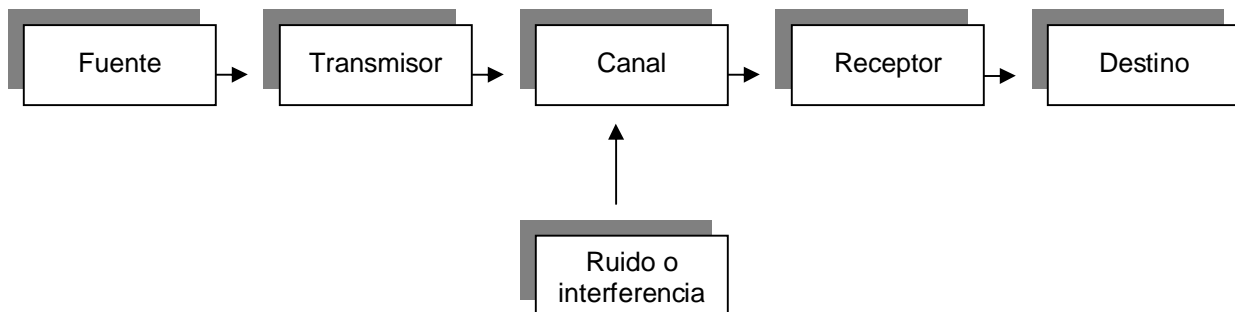 Fuente
Transmisor
Canal
Receptor
Destino
Ruido o
interferencia